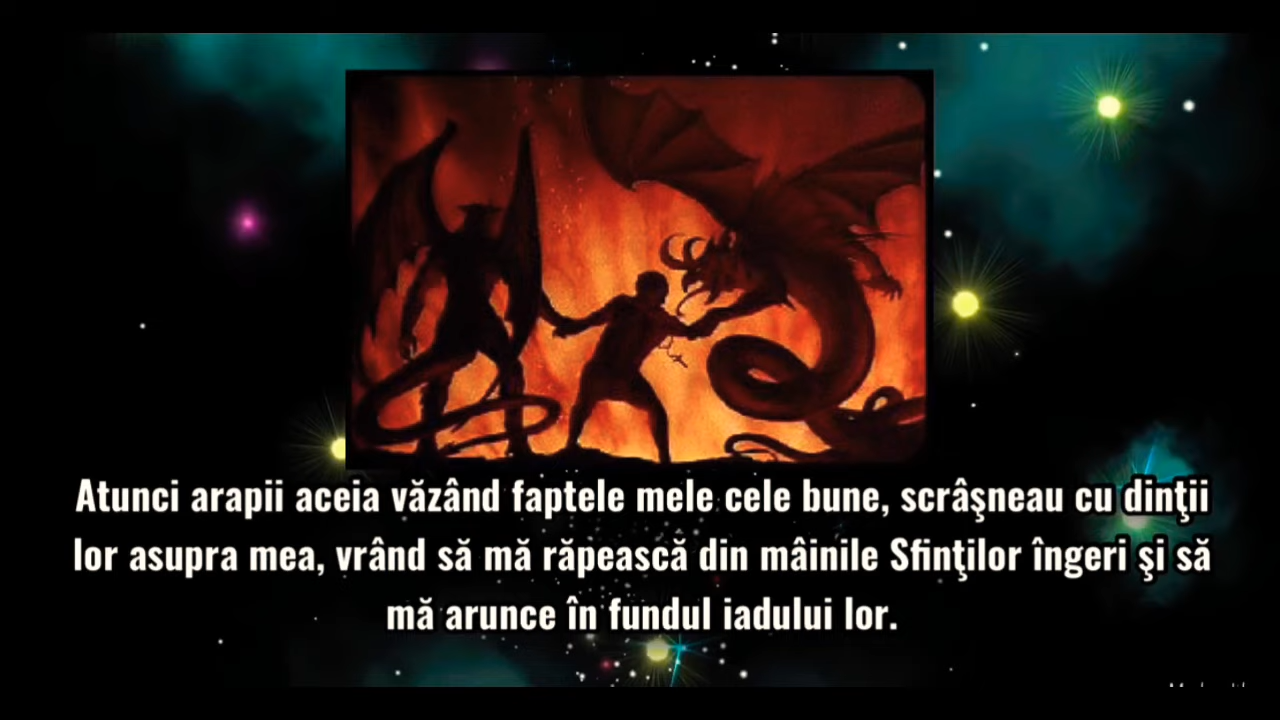 Atunci arapii aceia văzând faptele mele cele bune, scrâşneau cu dinţii
lor asupra mea, vrând să mă răpească din mâinile Sfinţilor îngeri şi să
mă arunce în fundul iadului lor.